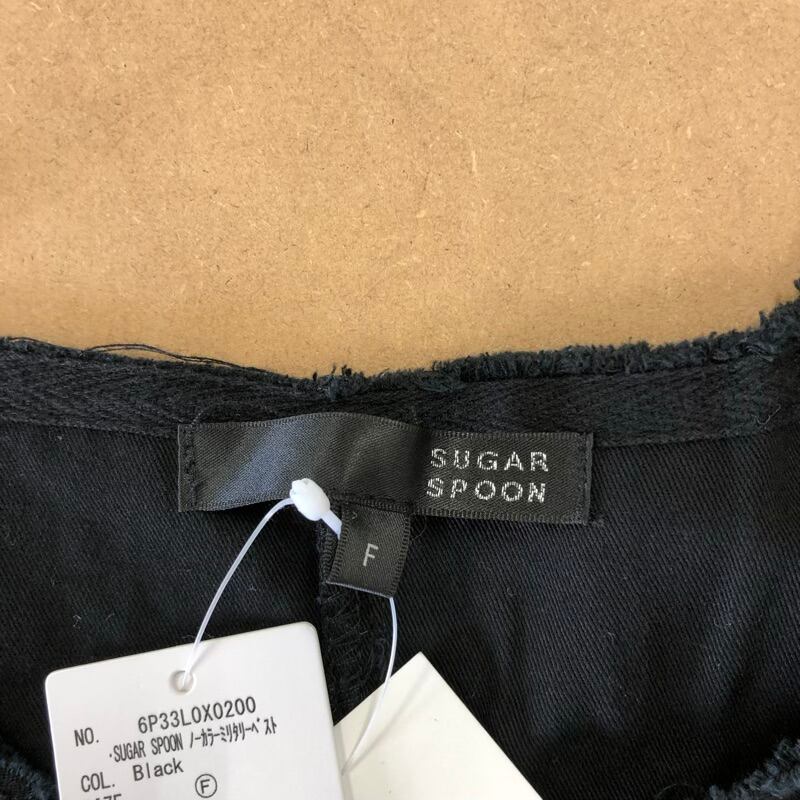 SUGAR
SPOON
F
NO. 6P33L0X0200
・SUGAR SPOON ﾉｰｶﾗｰﾐﾘﾀﾘｰﾍﾞｽﾄ
COL. Black
Ⓕ